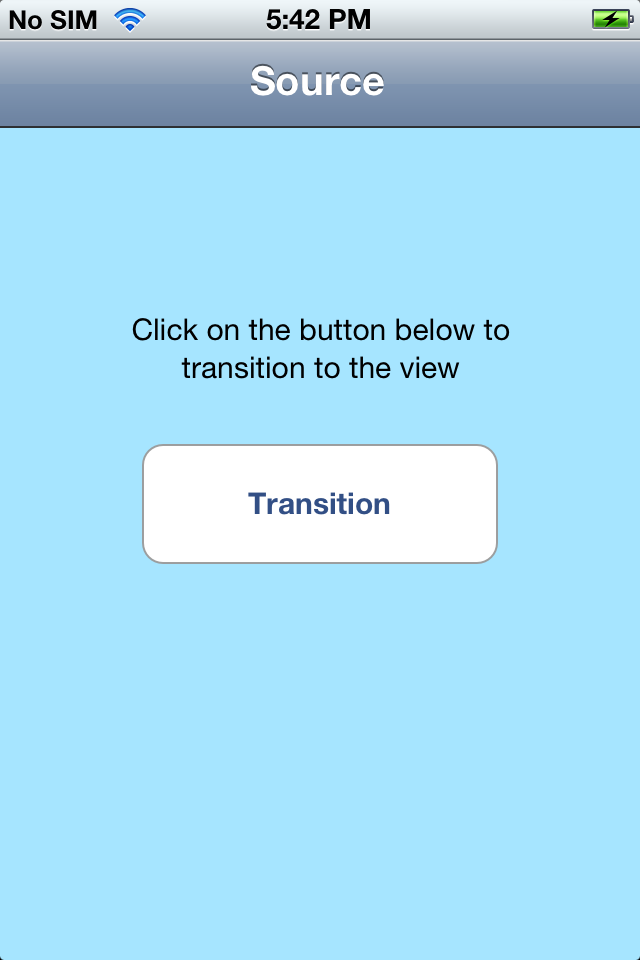 No SIM 5:42 PM
Source
Click on the button below to
transition to the view
Transition